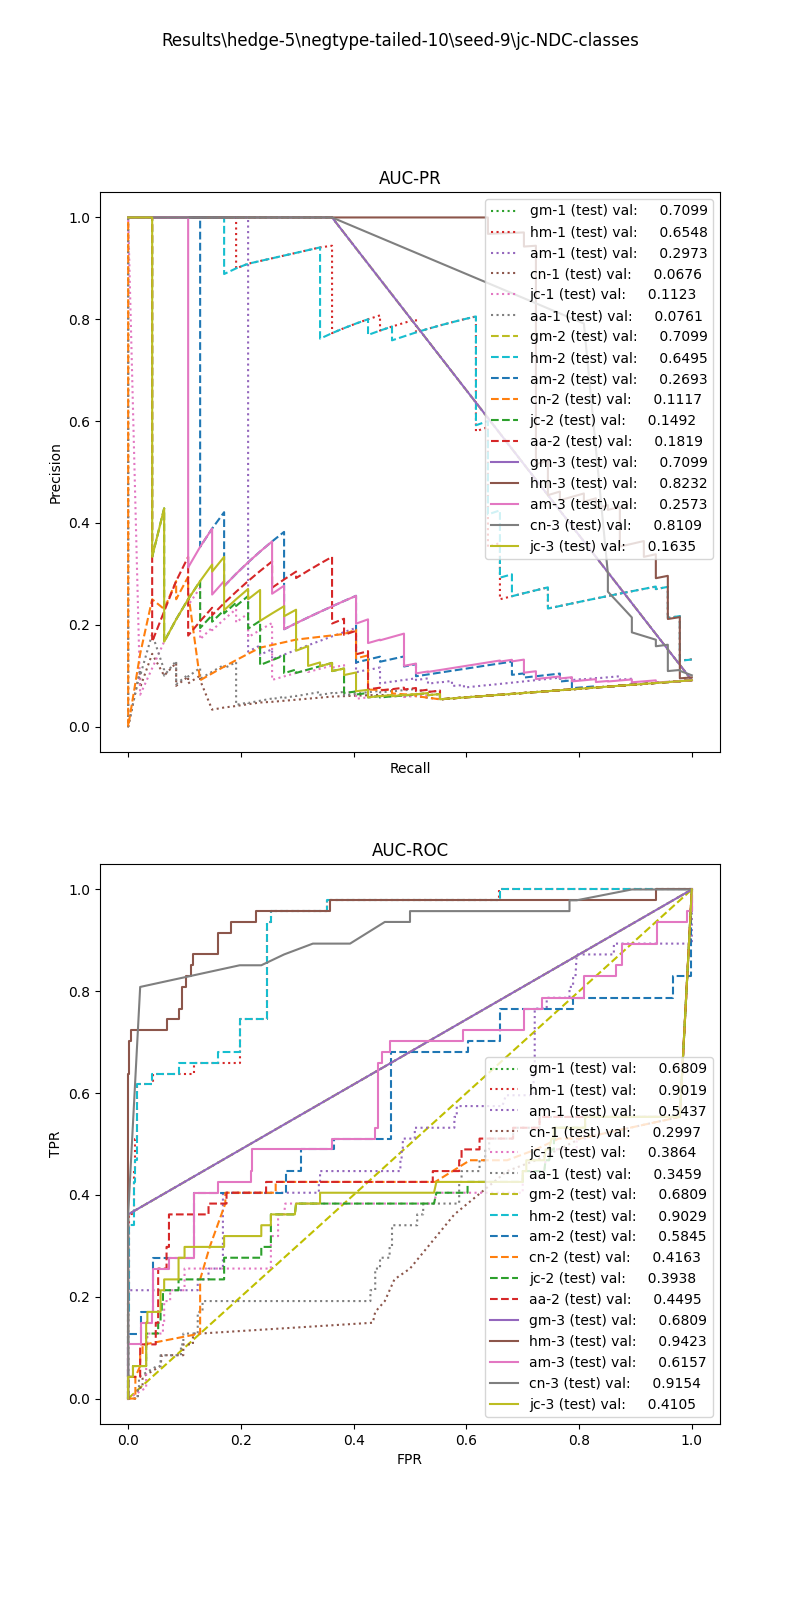 Results\hedge-5\negtype-tailed-10\seed-9\jc-NDC-classes
AUC-PR
1.0
0.8
0.6
0.4
0.2
0.0
Precision
Recall
gm-1 (test) val: 0.7099
hm-1 (test) val: 0.6548
am-1 (test) val: 0.2973
cn-1 (test) val: 0.0676
jc-1 (test) val: 0.1123
aa-1 (test) val: 0.0761
gm-2 (test) val: 0.7099
hm-2 (test) val: 0.6495
am-2 (test) val: 0.2693
cn-2 (test) val: 0.1117
jc-2 (test) val: 0.1492
aa-2 (test) val: 0.1819
gm-3 (test) val: 0.7099
hm-3 (test) val: 0.8232
am-3 (test) val: 0.2573
cn-3 (test) val: 0.8109
jc-3 (test) val: 0.1635
AUC-ROC
1.0
0.8
0.6
0.4
0.2
0.0
TPR
gm-1 (test) val: 0.6809
hm-1 (test) val: 0.9019
am-1 (test) val: 0.5437
cn-1 (test) val: 0.2997
jc-1 (test) val: 0.3864
aa-1 (test) val: 0.3459
gm-2 (test) val: 0.6809
hm-2 (test) val: 0.9029
am-2 (test) val: 0.5845
cn-2 (test) val: 0.4163
jc-2 (test) val: 0.3938
aa-2 (test) val: 0.4495
gm-3 (test) val: 0.6809
hm-3 (test) val: 0.9423
am-3 (test) val: 0.6157
cn-3 (test) val: 0.9154
jc-3 (test) val: 0.4105
0.0 0.2 0.4 0.6 0.8 1.0
FPR